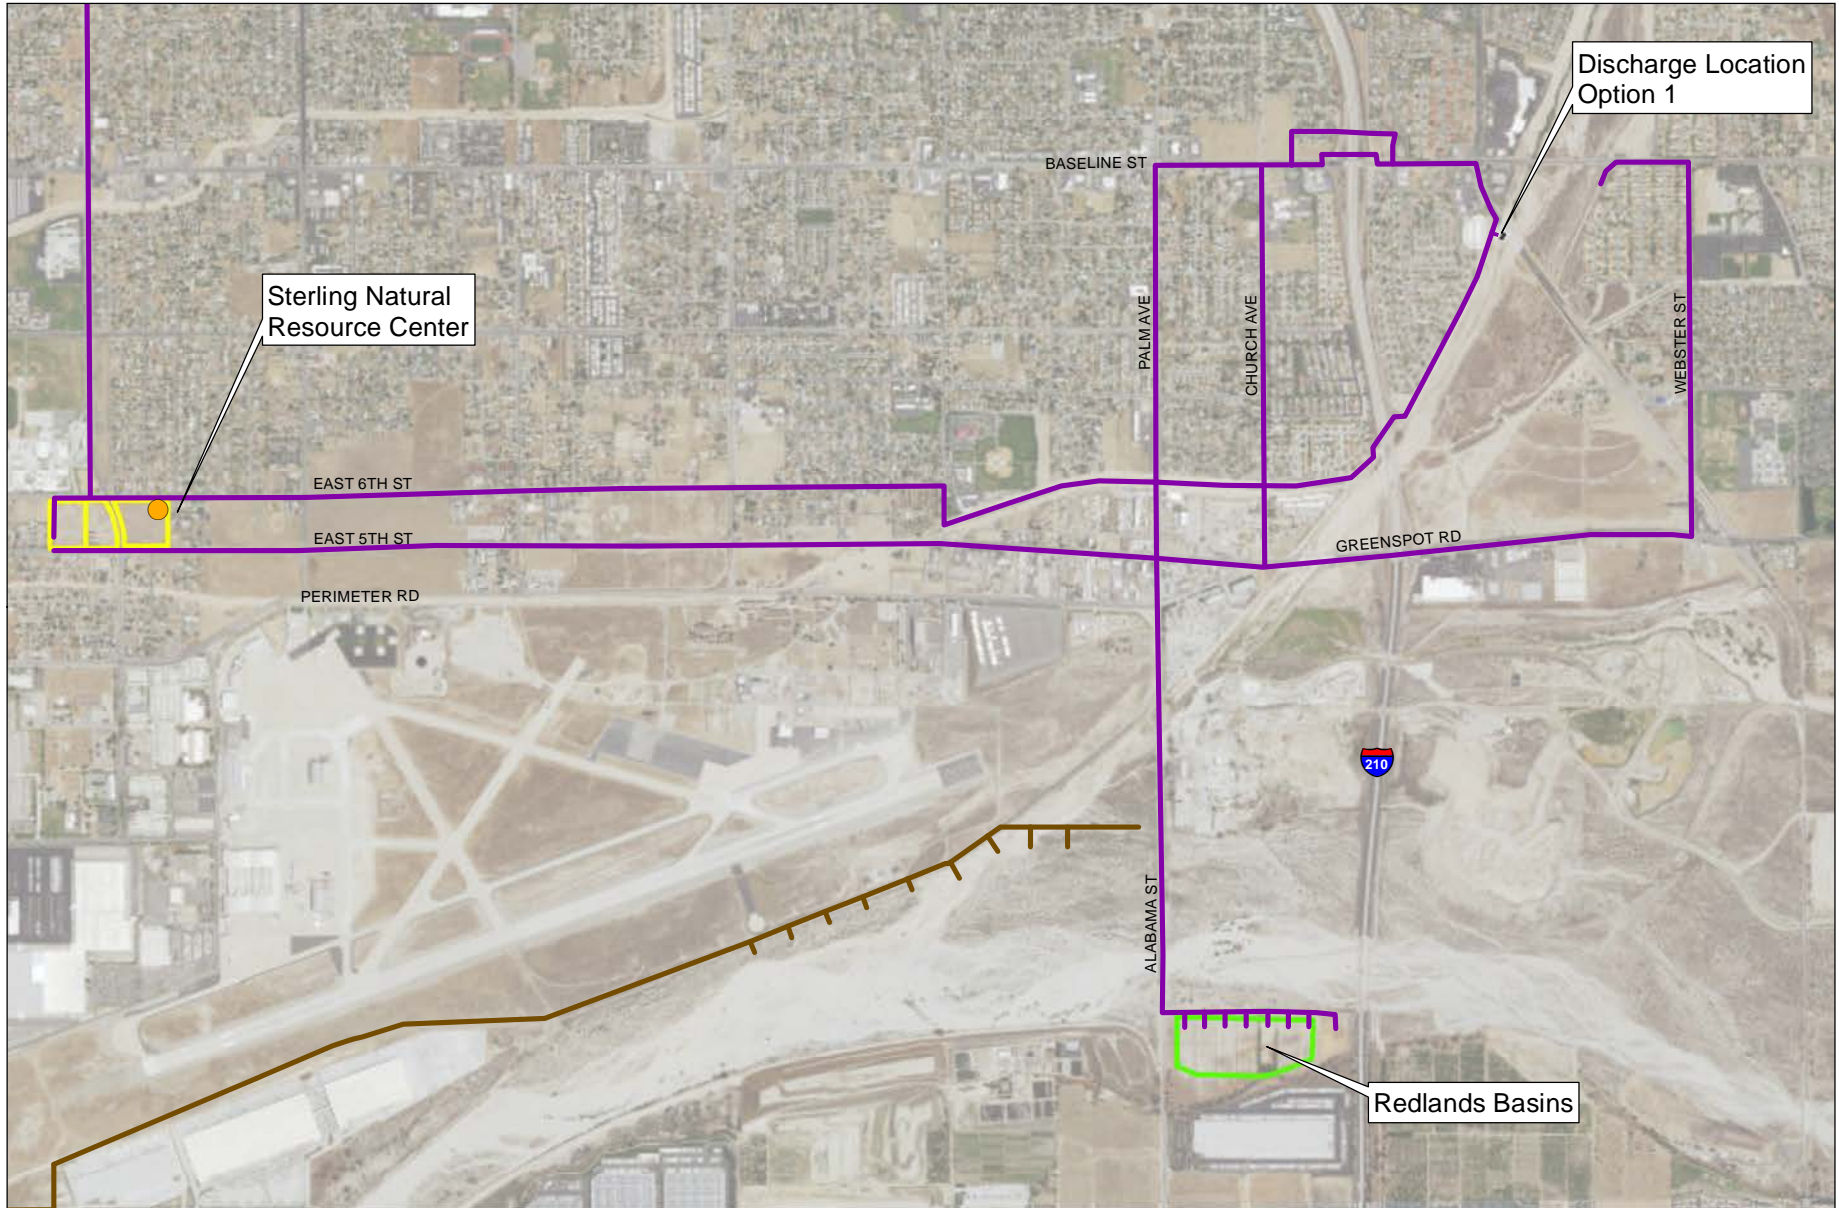 Discharge Location
Option 1
BASELINE ST
Sterling Natural
Resource Center
PALM AVE
CHURCH AVE
WEBSTER ST
EAST 6TH ST
EAST 5TH ST
GREENSPOT RD
PERIMETER RD
210
ALABAMA ST
Redlands Basins